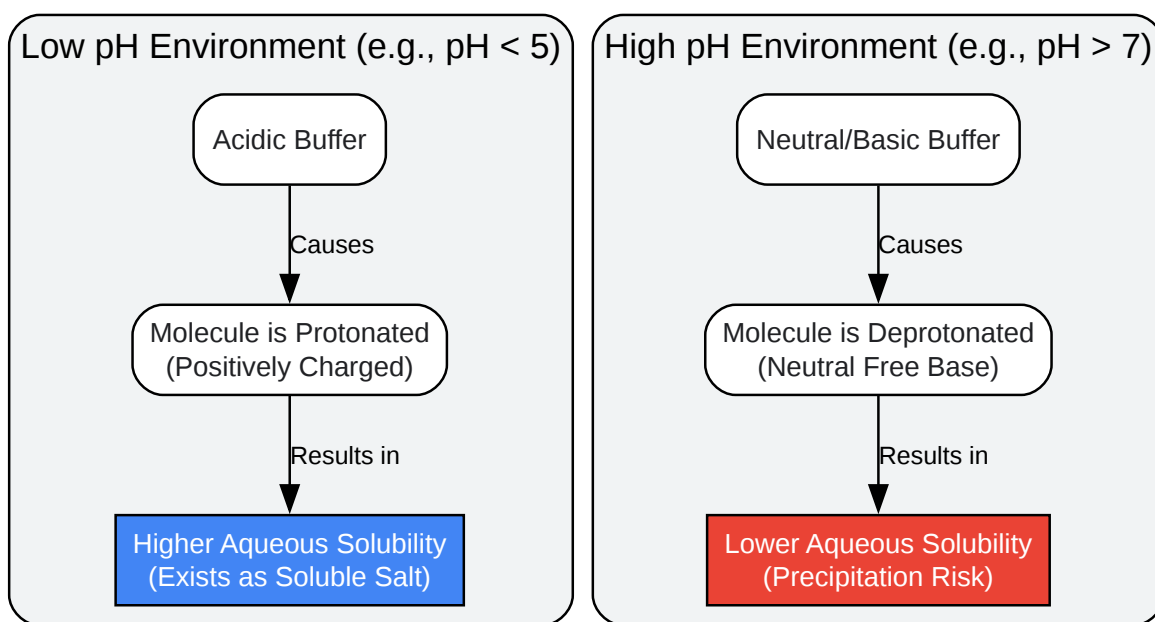 Low pH Environment (e.g., pH < 5)
Acidic Buffer
Causes
Molecule is Protonated
(Positively Charged)
Results in
Higher Aqueous Solubility
(Exists as Soluble Salt)
High pH Environment (e.g., pH > 7)
Neutral/Basic Buffer
Causes
Molecule is Deprotonated
(Neutral Free Base)
Results in
Lower Aqueous Solubility
(Precipitation Risk)